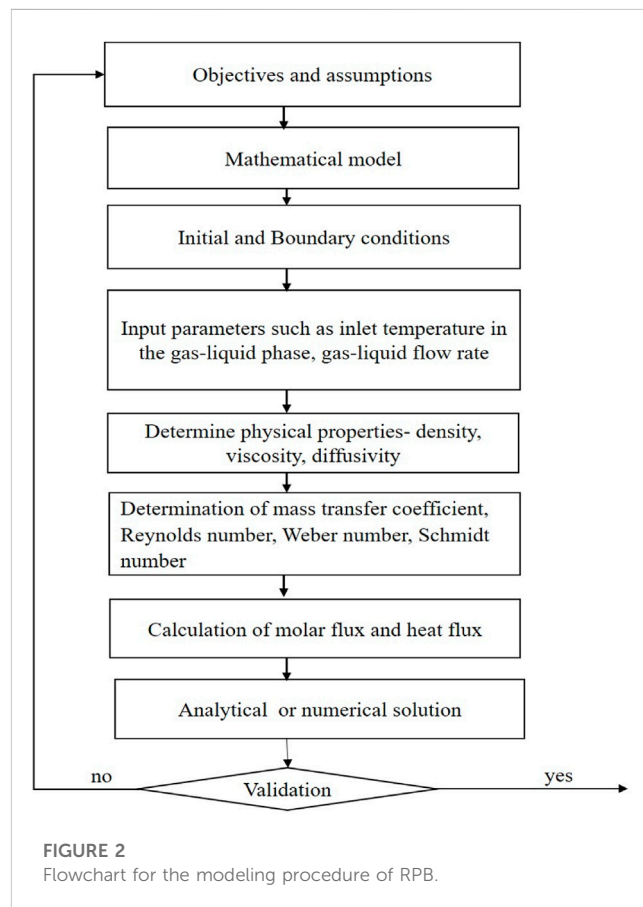 Objectives and assumptions
Mathematical model
Initial and Boundary conditions
Input parameters such as inlet temperature in
the gas-liquid phase, gas-liquid flow rate
Determine physical properties- density,
viscosity, diffusivity
Determination of mass transfer coefficient,
Reynolds number, Weber number, Schmidt
number
Calculation of molar flux and heat flux
Analytical or numerical solution
no
Validation
yes
FIGURE 2
Flowchart for the modeling procedure of RPB.